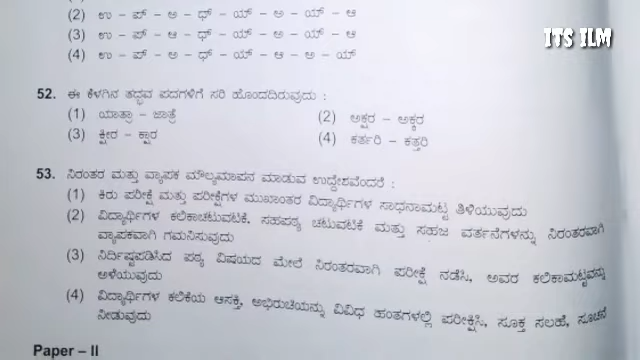 (2) ಉ – ಪ್ – ಅ – ಧ್ – ಯ್ – ಅ – ಯ್ – ಆ
(3) ಉ – ಪ್ – ಆ – ಧ್ – ಯ್ – ಅ – ಯ್ – ಆ
(4) ಉ – ಪ್ – ಅ – ಧ್ – ಯ್ – ಆ – ಅ – ಯ್
ITS ILM
52. ಈ ಕೆಳಗಿನ ತದ್ಭವ ಪದಗಳಿಗೆ ಸರಿ ಹೊಂದದಿರುವುದು :
(1) ಯಾತ್ರಾ – ಜಾತ್ರೆ (2) ಅಕ್ಷರ – ಅಕ್ಕರ
(3) ಕ್ಷೀರ – ಕ್ಷಾರ (4) ಕರ್ತರಿ – ಕತ್ತರಿ
53. ನಿರಂತರ ಮತ್ತು ವ್ಯಾಪಕ ಮೌಲ್ಯಮಾಪನ ಮಾಡುವ ಉದ್ದೇಶವೆಂದರೆ :
(1) ಕಿರು ಪರೀಕ್ಷೆ ಮತ್ತು ಪರೀಕ್ಷೆಗಳ ಮುಖಾಂತರ ವಿದ್ಯಾರ್ಥಿಗಳ ಸಾಧನಾಮಟ್ಟ ತಿಳಿಯುವುದು
(2) ವಿದ್ಯಾರ್ಥಿಗಳ ಕಲಿಕಾಚಟುವಟಿಕೆ, ಸಹಪಠ್ಯ ಚಟುವಟಿಕೆ ಮತ್ತು ಸಹಜ ವರ್ತನೆಗಳನ್ನು ನಿರಂತರವಾಗಿ
ವ್ಯಾಪಕವಾಗಿ ಗಮನಿಸುವುದು
(3) ನಿರ್ದಿಷ್ಟಪಡಿಸಿದ ಪಠ್ಯ ವಿಷಯದ ಮೇಲೆ ನಿರಂತರವಾಗಿ ಪರೀಕ್ಷೆ ನಡೆಸಿ, ಅವರ ಕಲಿಕಾಮಟ್ಟವನ್ನು
ಅಳೆಯುವುದು
(4) ವಿದ್ಯಾರ್ಥಿಗಳ ಕಲಿಕೆಯ ಆಸಕ್ತಿ, ಅಭಿರುಚಿಯನ್ನು ವಿವಿಧ ಹಂತಗಳಲ್ಲಿ ಪರೀಕ್ಷಿಸಿ, ಸೂಕ್ತ ಸಲಹೆ, ಸೂಚನೆ
ನೀಡುವುದು
Paper – II